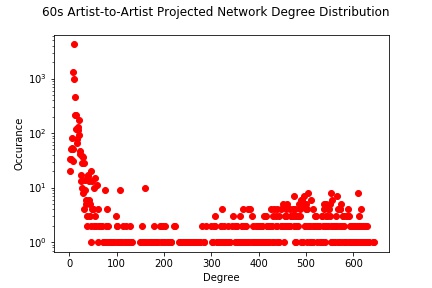 60s Artist-to-Artist Projected Network Degree Distribution
10³
10²
10¹
10⁰
Occurance
0 100 200 300 400 500 600
Degree